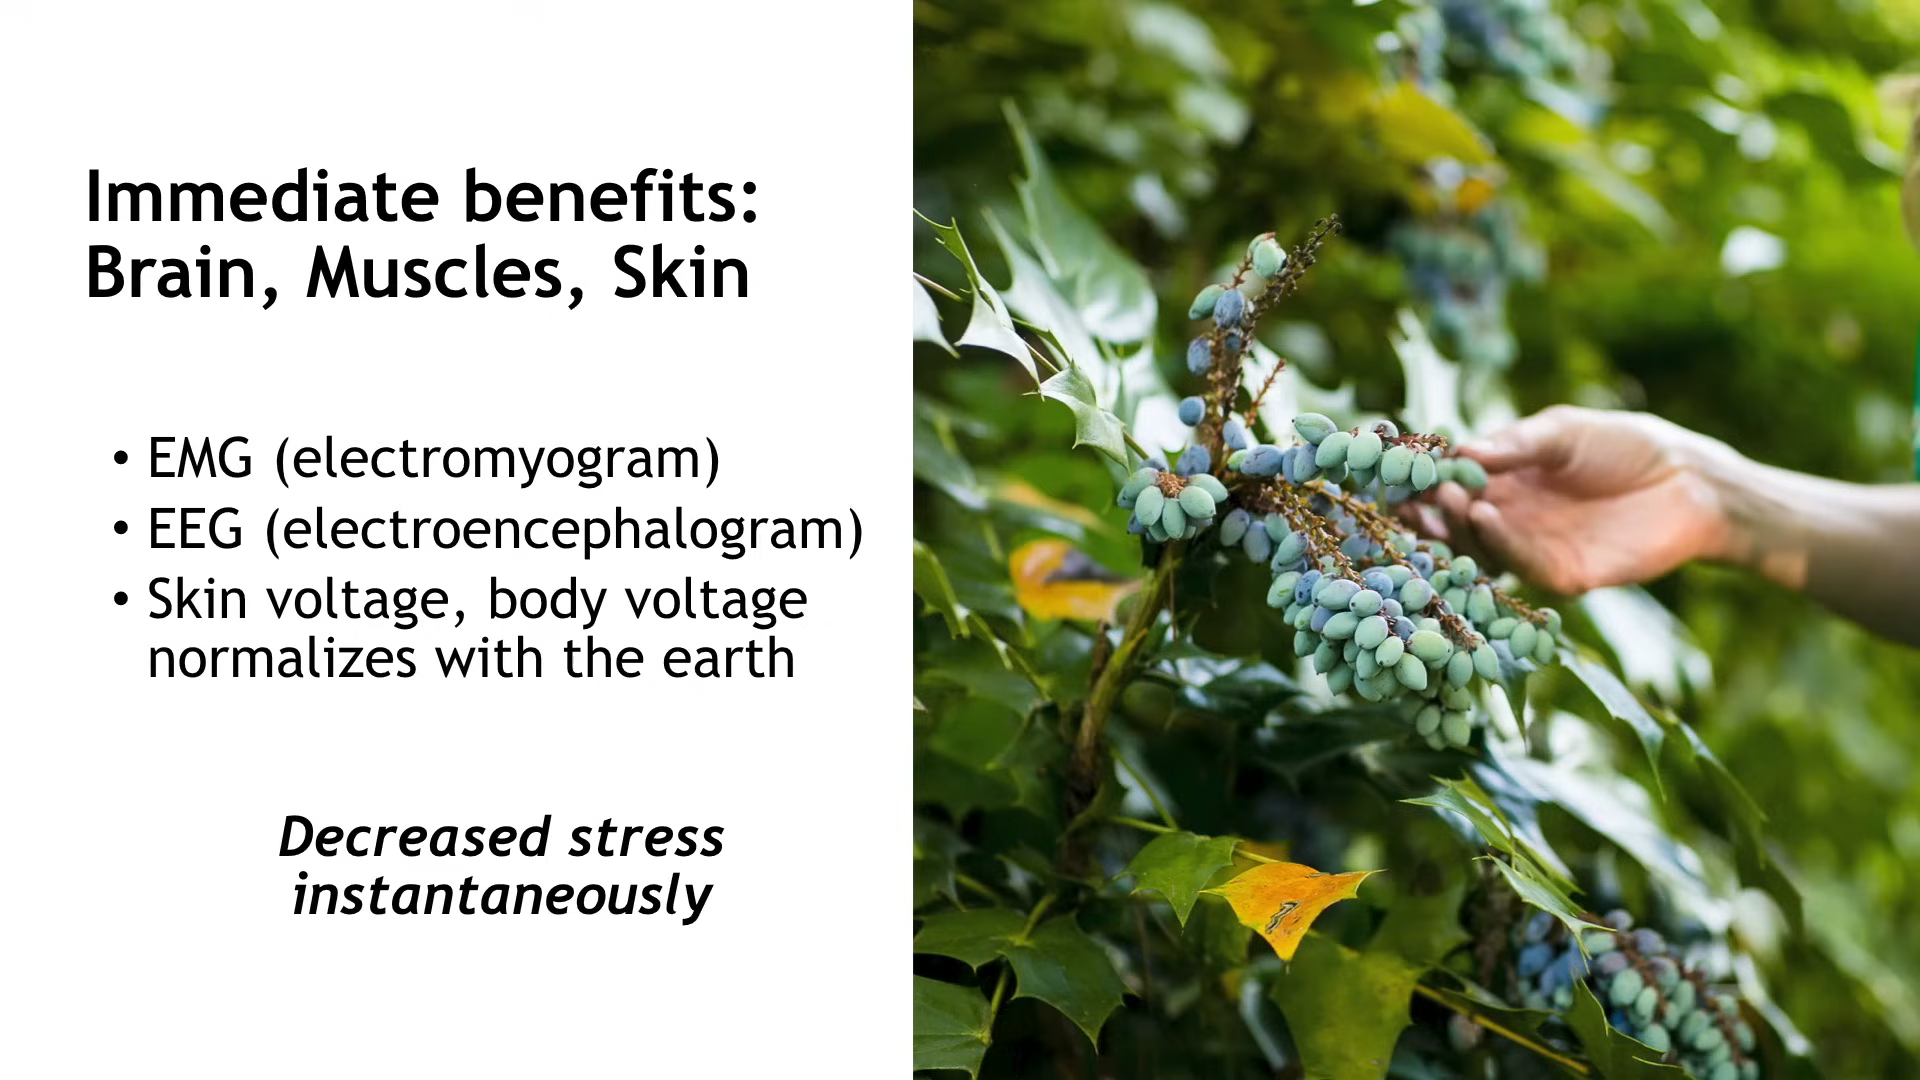 Immediate benefits:
Brain, Muscles, Skin
• EMG (electromyogram)
• EEG (electroencephalogram)
• Skin voltage, body voltage
normalizes with the earth
Decreased stress
instantaneously